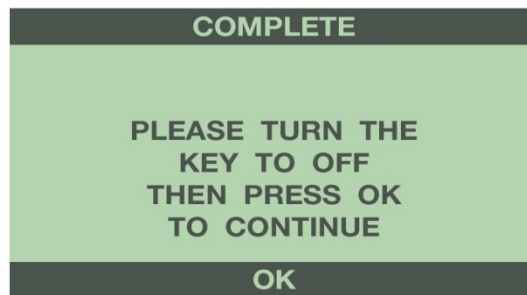 COMPLETE
PLEASE TURN THE
KEY TO OFF
THEN PRESS OK
TO CONTINUE
OK